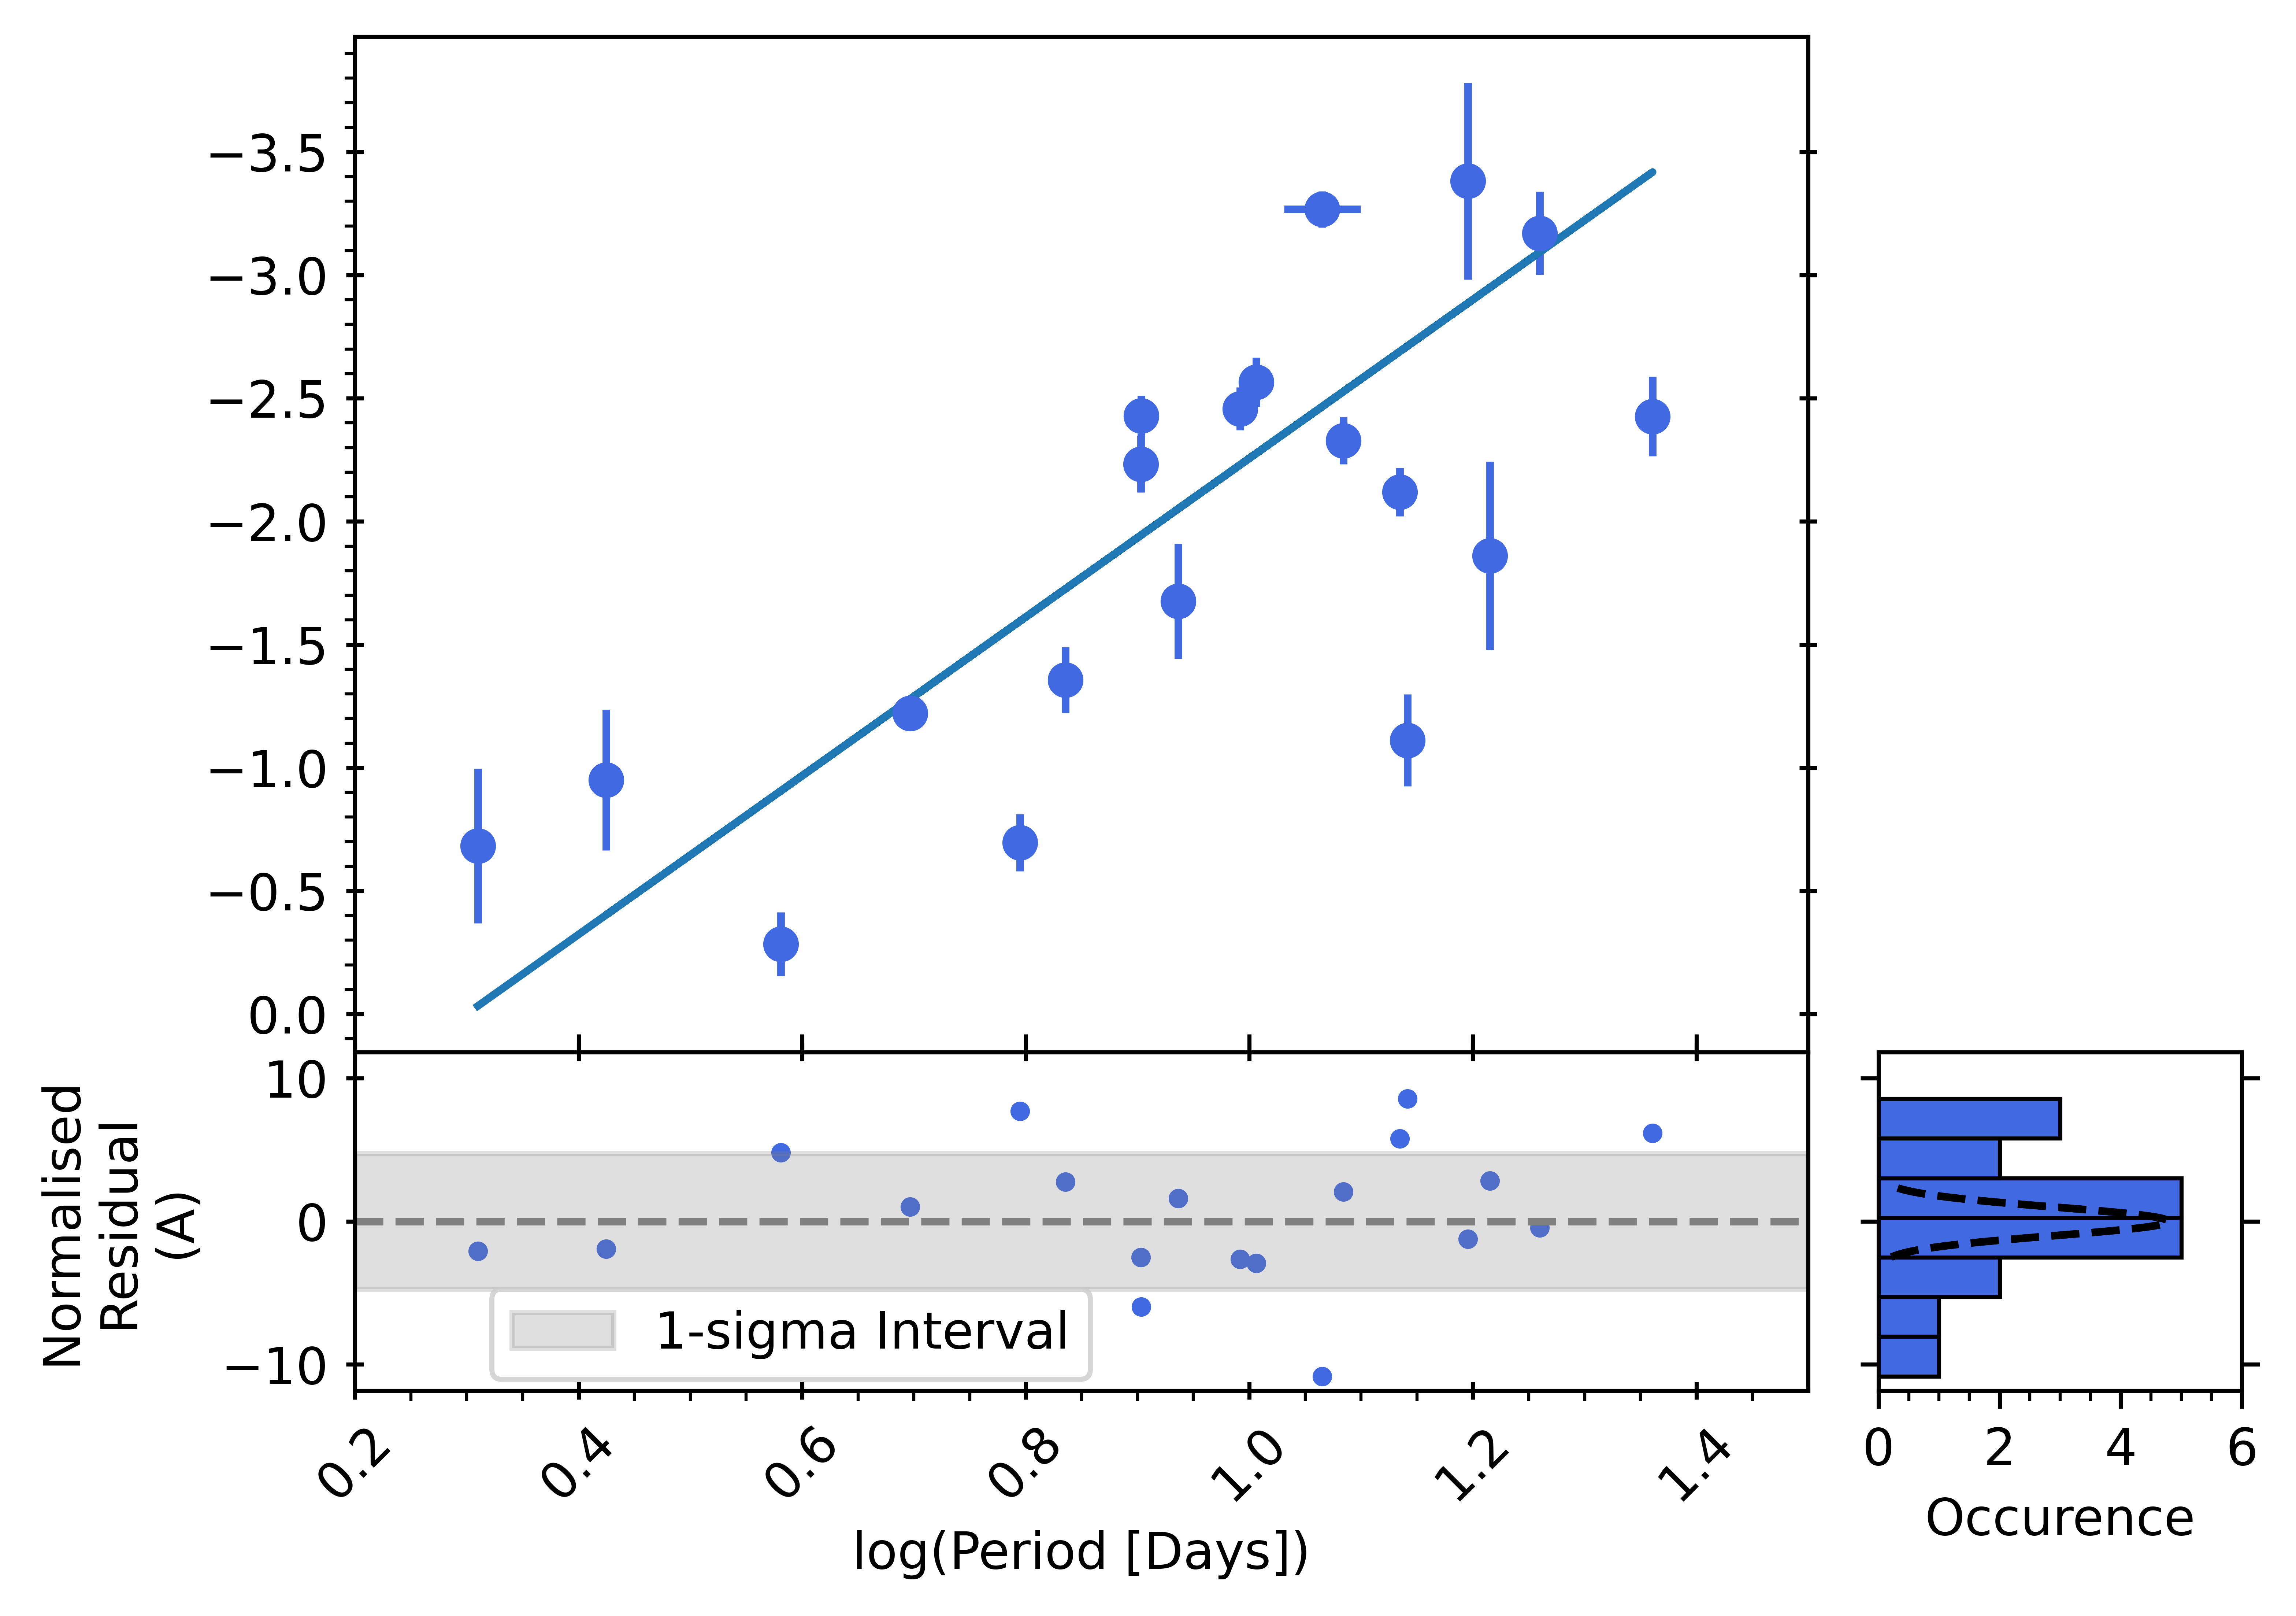 −3.5
−3.0
−2.5
−2.0
−1.5
−1.0
−0.5
0.0
10
0
−10
Normalised
Residual
(A)
1-sigma Interval
0.2 0.4 0.6 0.8 1.0 1.2 1.4
log(Period [Days])
0 2 4 6
Occurence